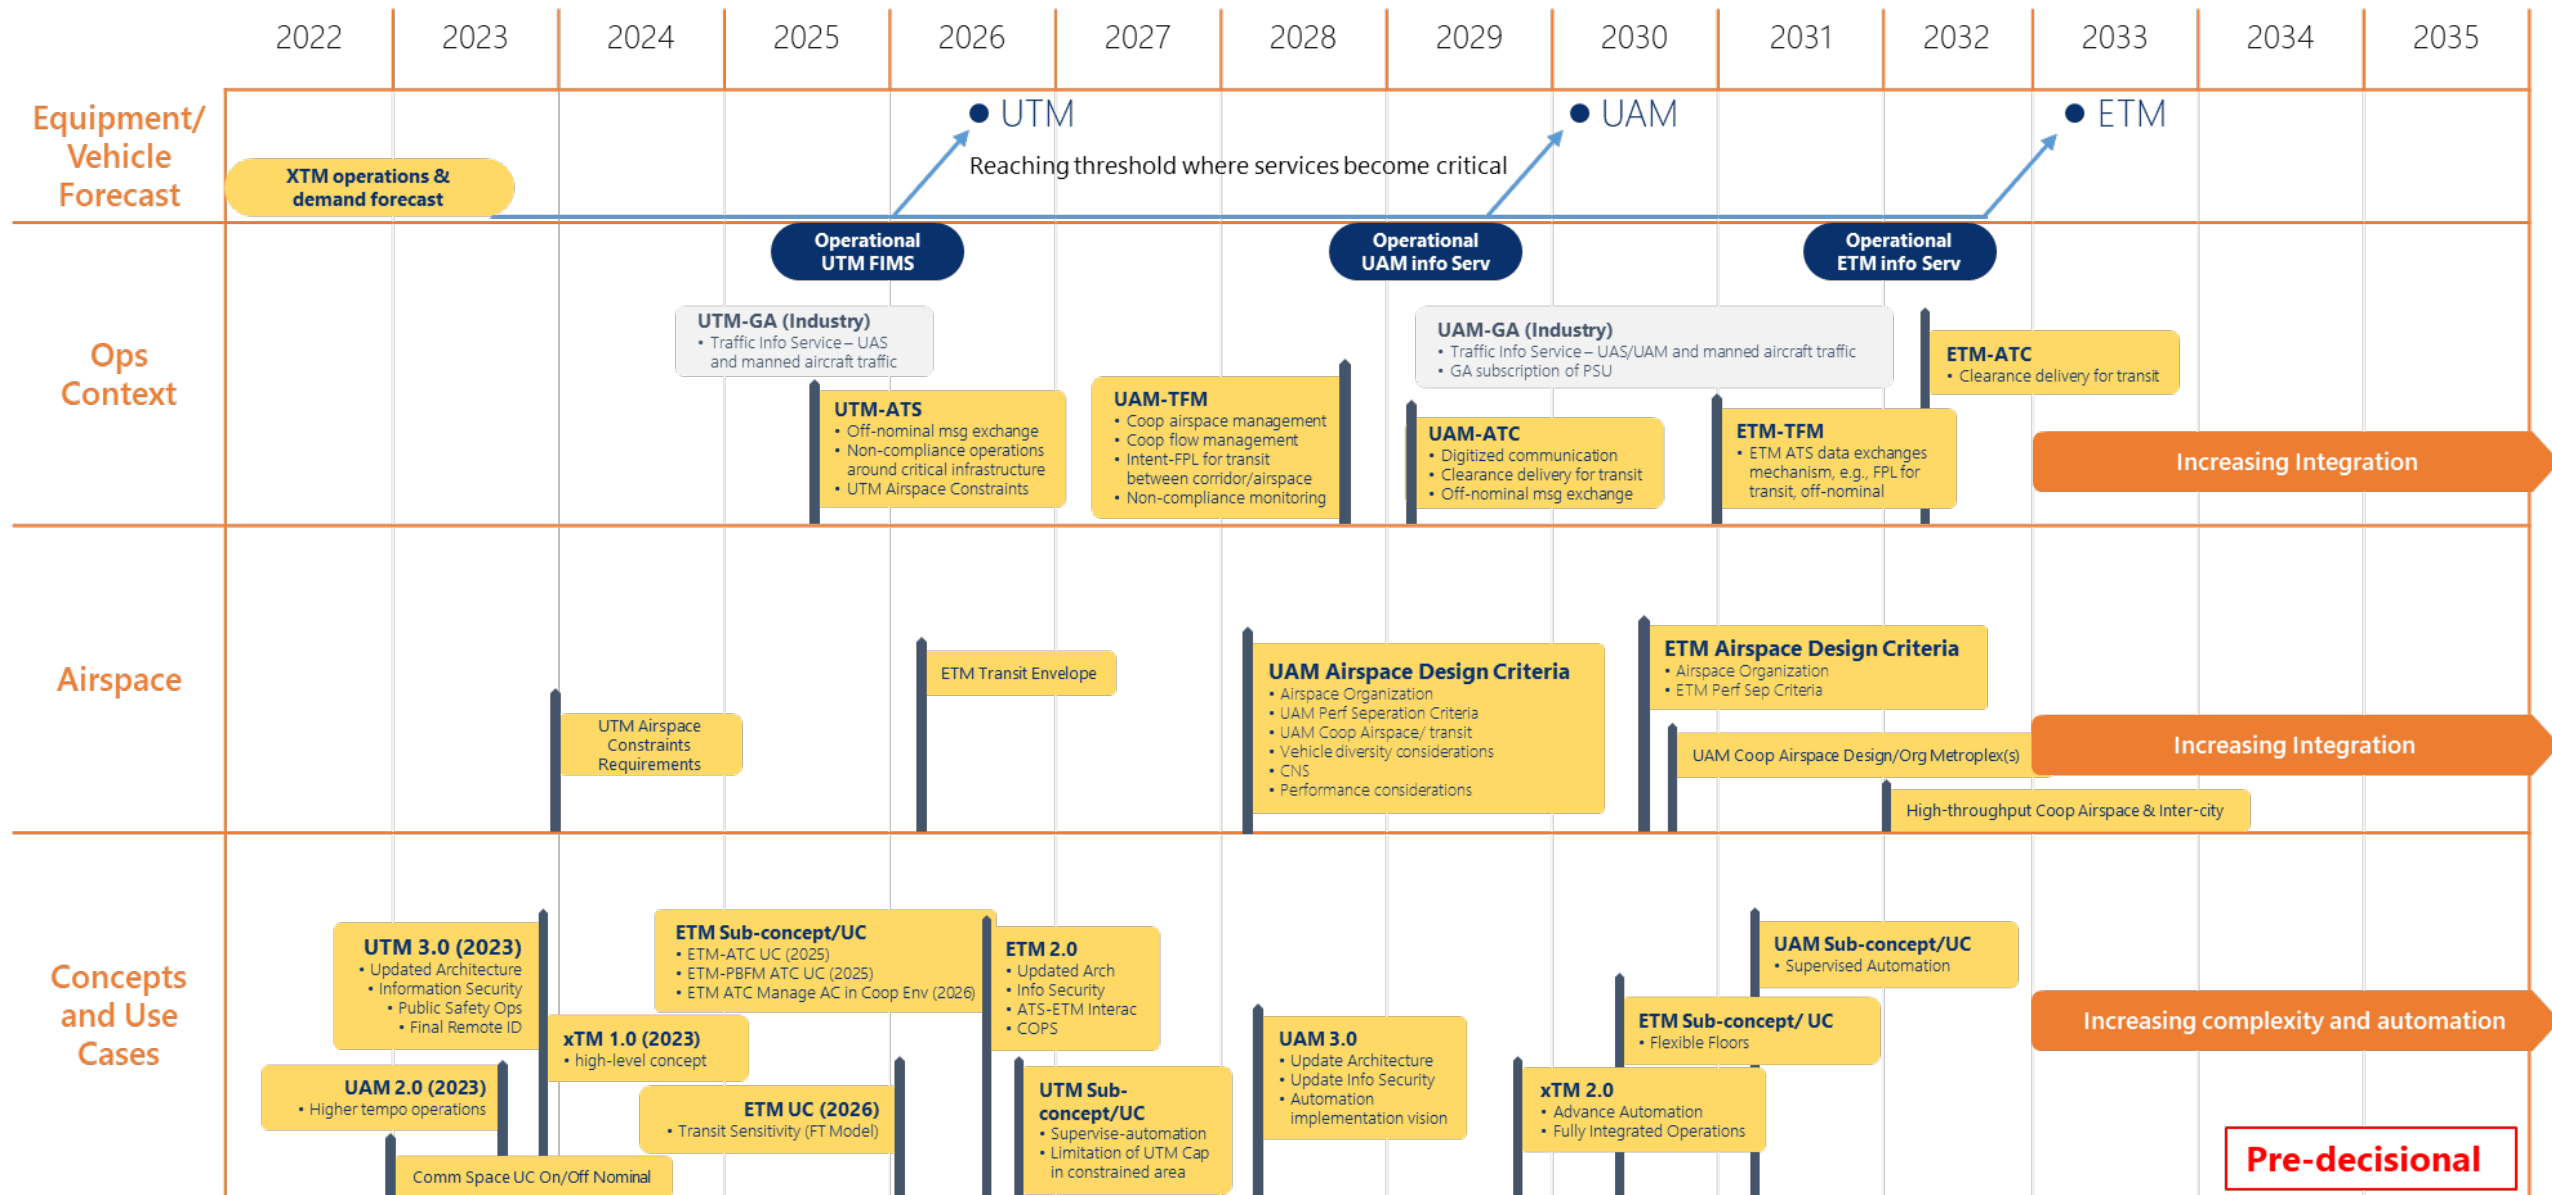 2022 2023 2024 2025 2026 2027 2028 2029 2030 2031 2032 2033 2034 2035
Equipment/
Vehicle
Forecast
XTM operations &
demand forecast
UTM
UAM
ETM
Reaching threshold where services become critical
Ops
Context
Operational
UTM FIMS
Operational
UAM info Serv
Operational
ETM info Serv
UTM-GA (Industry)
• Traffic Info Service – UAS
and manned aircraft traffic
UTM-ATS
• Off-nominal msg exchange
• Non-compliance operations
around critical infrastructure
• UTM Airspace Constraints
UAM-TFM
• Coop airspace management
• Coop flow management
• Intent-FPL for transit
between corridor/airspace
• Non-compliance monitoring
UAM-GA (Industry)
• Traffic Info Service – UAS/UAM and manned aircraft traffic
• GA subscription of PSU
UAM-ATC
• Digitized communication
• Clearance delivery for transit
• Off-nominal msg exchange
ETM-TFM
• ETM ATS data exchanges
mechanism, e.g., FPL for
transit, off-nominal
ETM-ATC
• Clearance delivery for transit
Increasing Integration
Airspace
UTM Airspace
Constraints
Requirements
ETM Transit Envelope
UAM Airspace Design Criteria
• Airspace Organization
• UAM Perf Seperation Criteria
• UAM Coop Airspace/ transit
• Vehicle diversity considerations
• CNS
• Performance considerations
ETM Airspace Design Criteria
• Airspace Organization
• ETM Perf Sep Criteria
UAM Coop Airspace Design/Org Metroplex(s)
Increasing Integration
High-throughput Coop Airspace & Inter-city
Concepts
and Use
Cases
UTM 3.0 (2023)
• Updated Architecture
• Information Security
• Public Safety Ops
• Final Remote ID
UAM 2.0 (2023)
• Higher tempo operations
Comm Space UC On/Off Nominal
xTM 1.0 (2023)
• high-level concept
ETM Sub-concept/UC
• ETM-ATC UC (2025)
• ETM-PBFM ATC UC (2025)
• ETM ATC Manage AC in Coop Env (2026)
ETM UC (2026)
• Transit Sensitivity (FT Model)
ETM 2.0
• Updated Arch
• Info Security
• ATS-ETM Interac
• COPS
UTM Sub-
concept/UC
• Supervise-automation
• Limitation of UTM Cap
in constrained area
UAM 3.0
• Update Architecture
• Update Info Security
• Automation
implementation vision
xTM 2.0
• Advance Automation
• Fully Integrated Operations
ETM Sub-concept/ UC
• Flexible Floors
UAM Sub-concept/UC
• Supervised Automation
Increasing complexity and automation
Pre-decisional